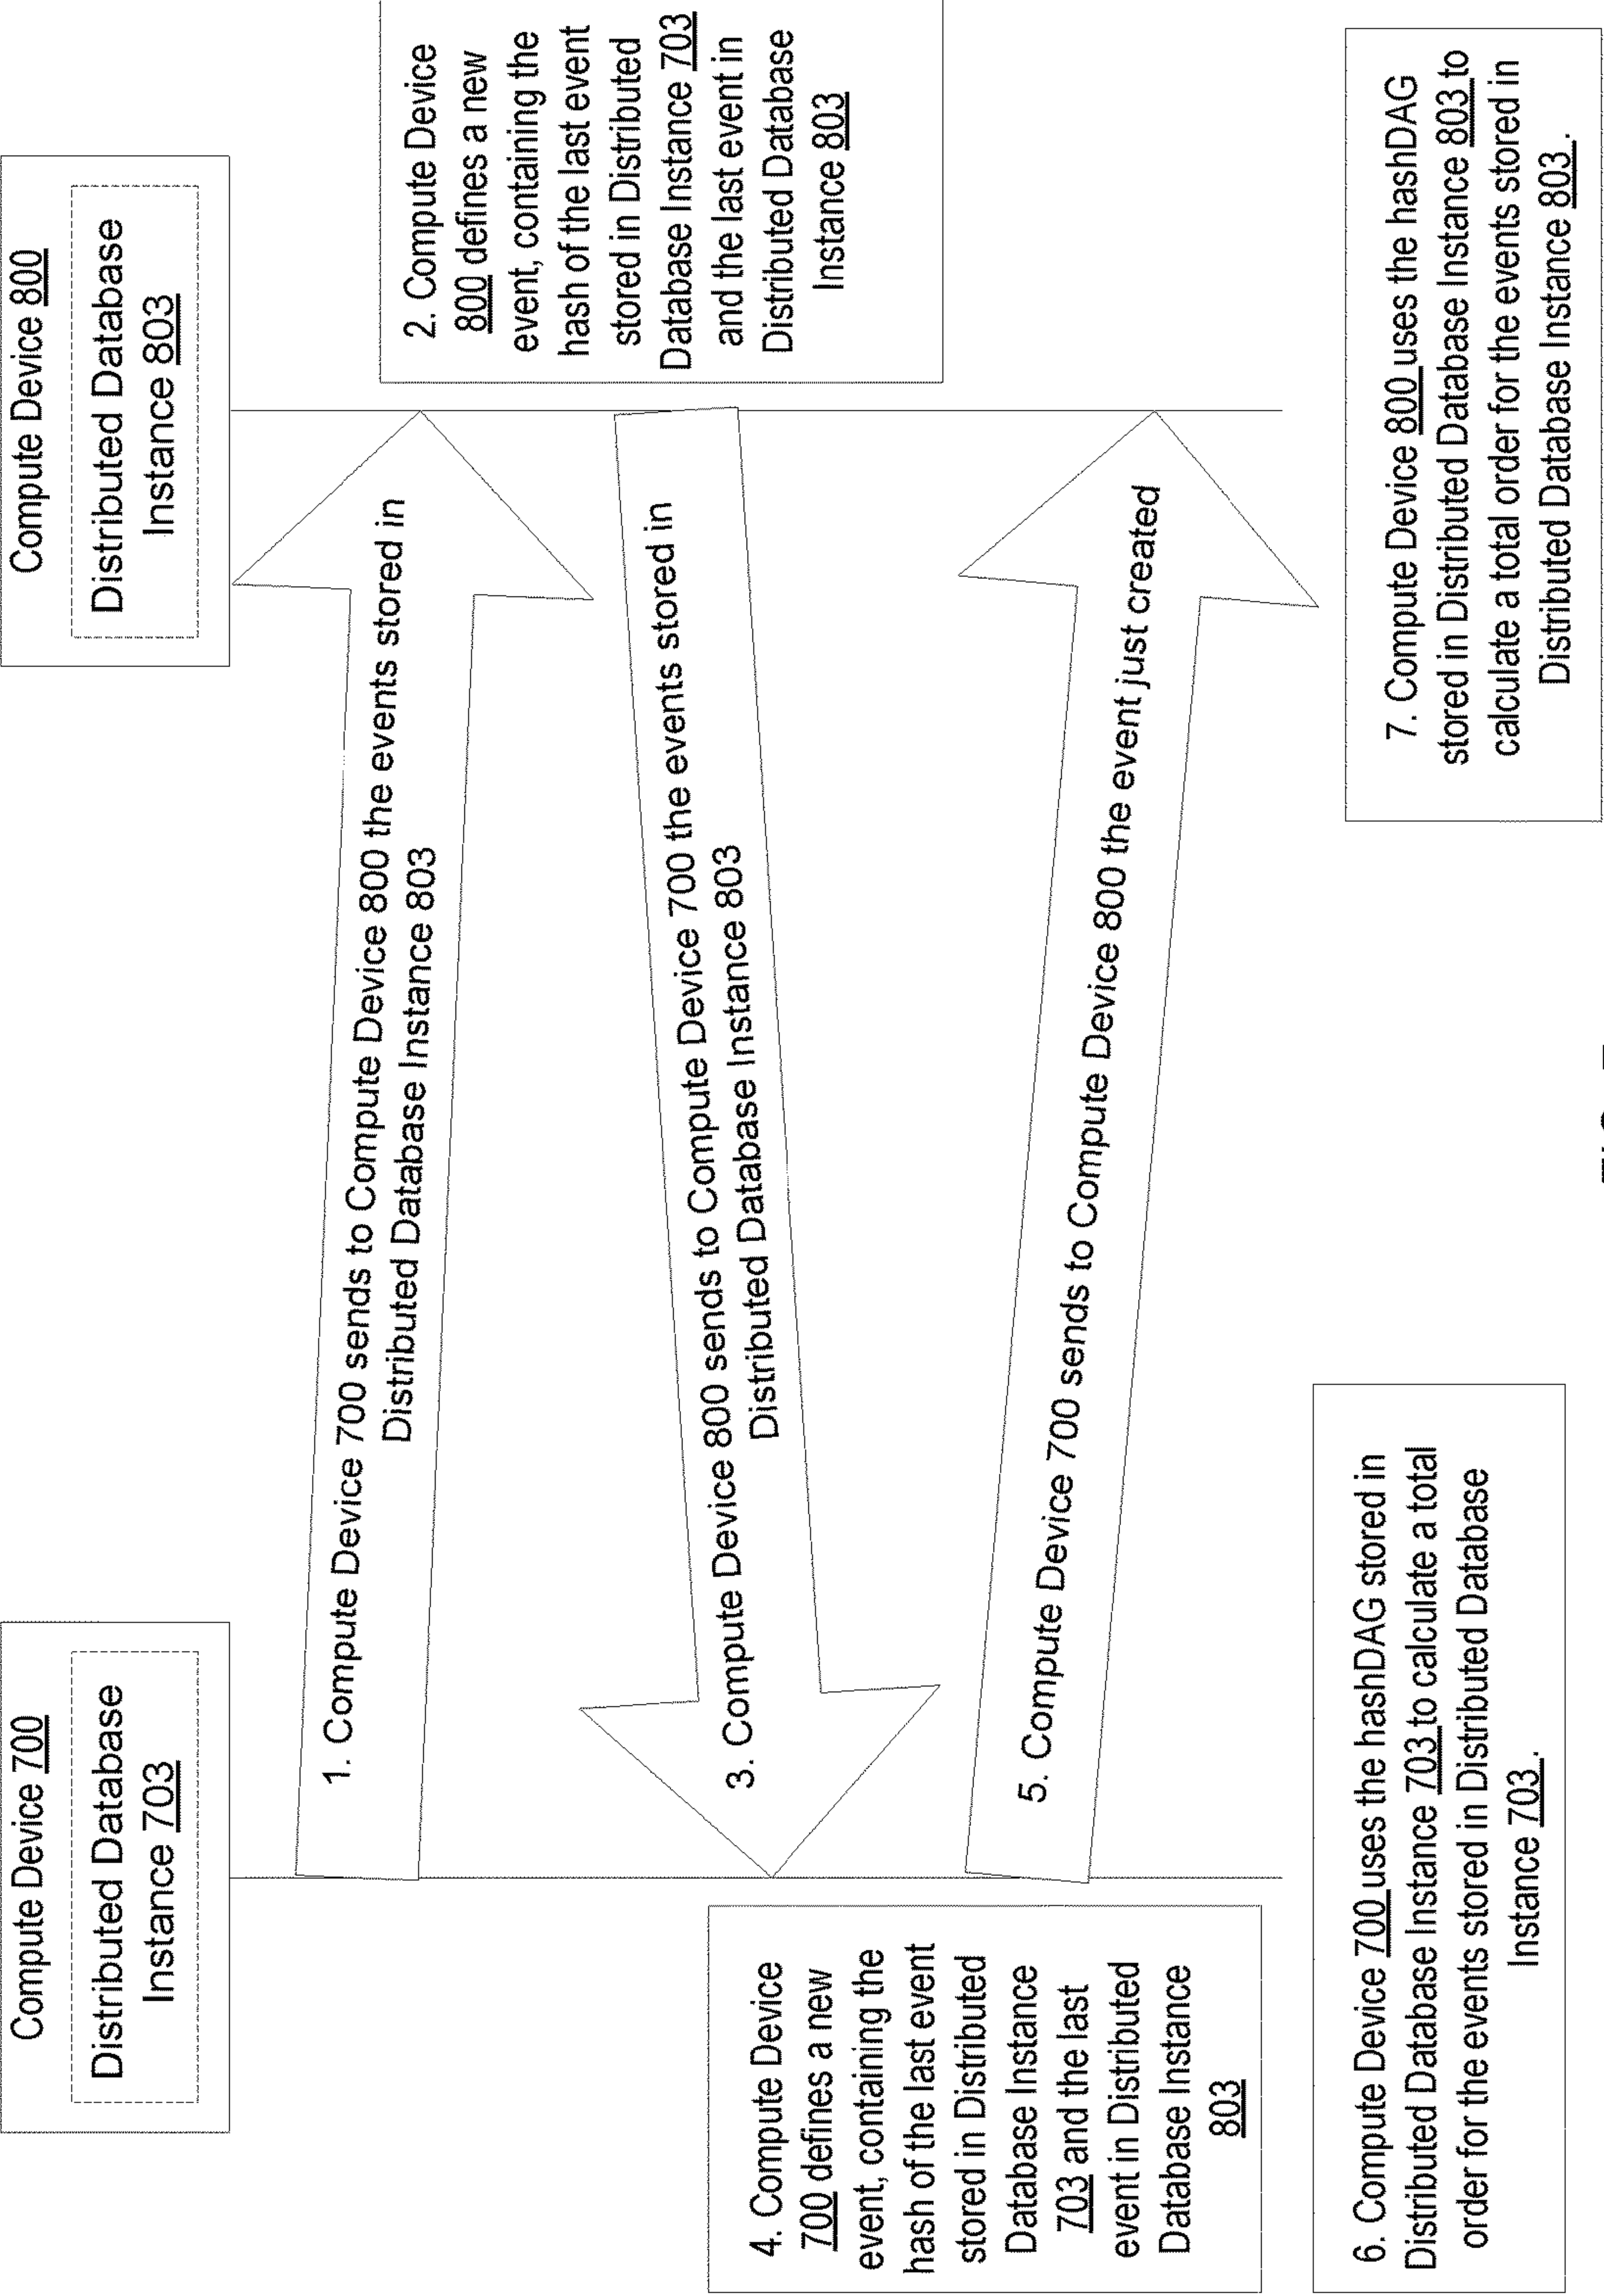 Compute Device 700
Distributed Database
Instance 703
Compute Device 800
Distributed Database
Instance 803
1. Compute Device 700 sends to Compute Device 800 the events stored in
Distributed Database Instance 803
2. Compute Device
800 defines a new
event, containing the
hash of the last event
stored in Distributed
Database Instance 703
and the last event in
Distributed Database
Instance 803
3. Compute Device 800 sends to Compute Device 700 the events stored in
Distributed Database Instance 803
4. Compute Device
700 defines a new
event, containing the
hash of the last event
stored in Distributed
Database Instance
703 and the last
event in Distributed
Database Instance
803
5. Compute Device 700 sends to Compute Device 800 the event just created
6. Compute Device 700 uses the hashDAG stored in
Distributed Database Instance 703 to calculate a total
order for the events stored in Distributed Database
Instance 703.
7. Compute Device 800 uses the hashDAG
stored in Distributed Database Instance 803 to
calculate a total order for the events stored in
Distributed Database Instance 803.